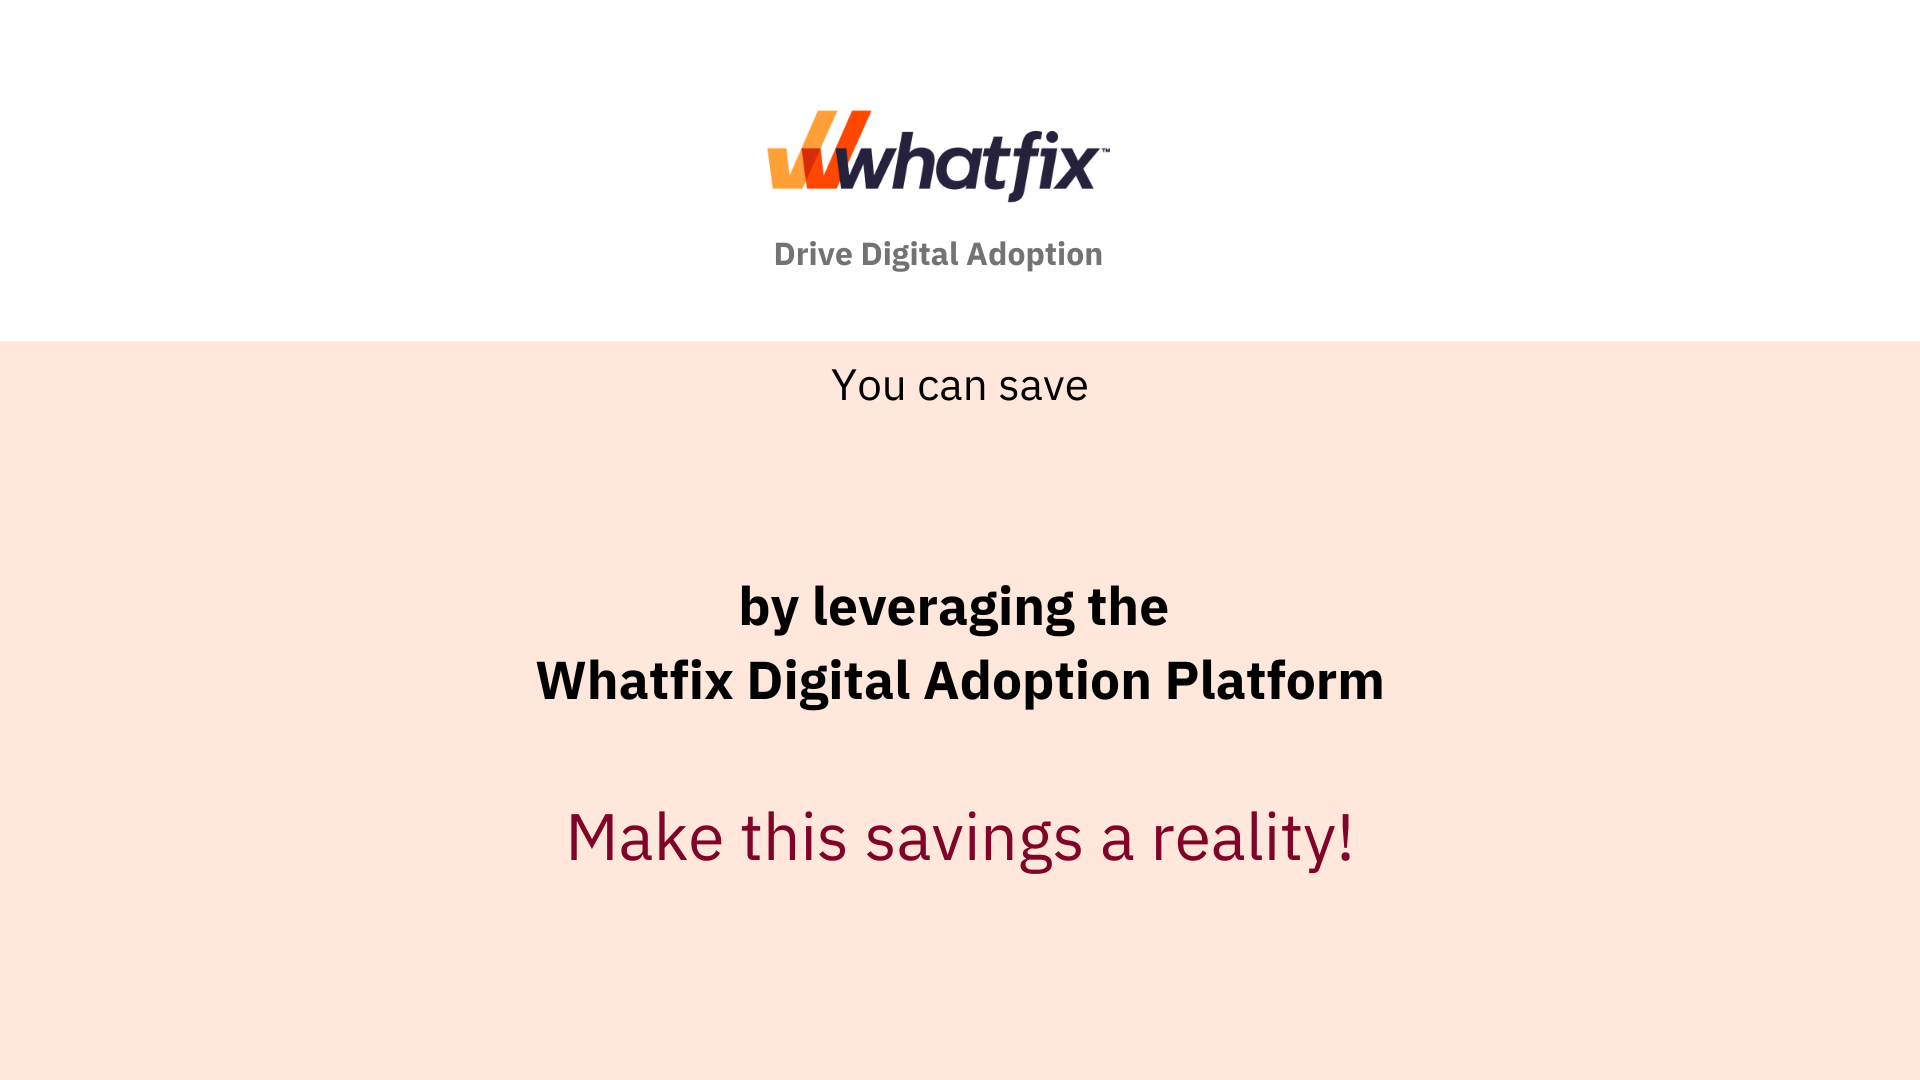 whatfix™
Drive Digital Adoption
You can save
by leveraging the
Whatfix Digital Adoption Platform
Make this savings a reality!